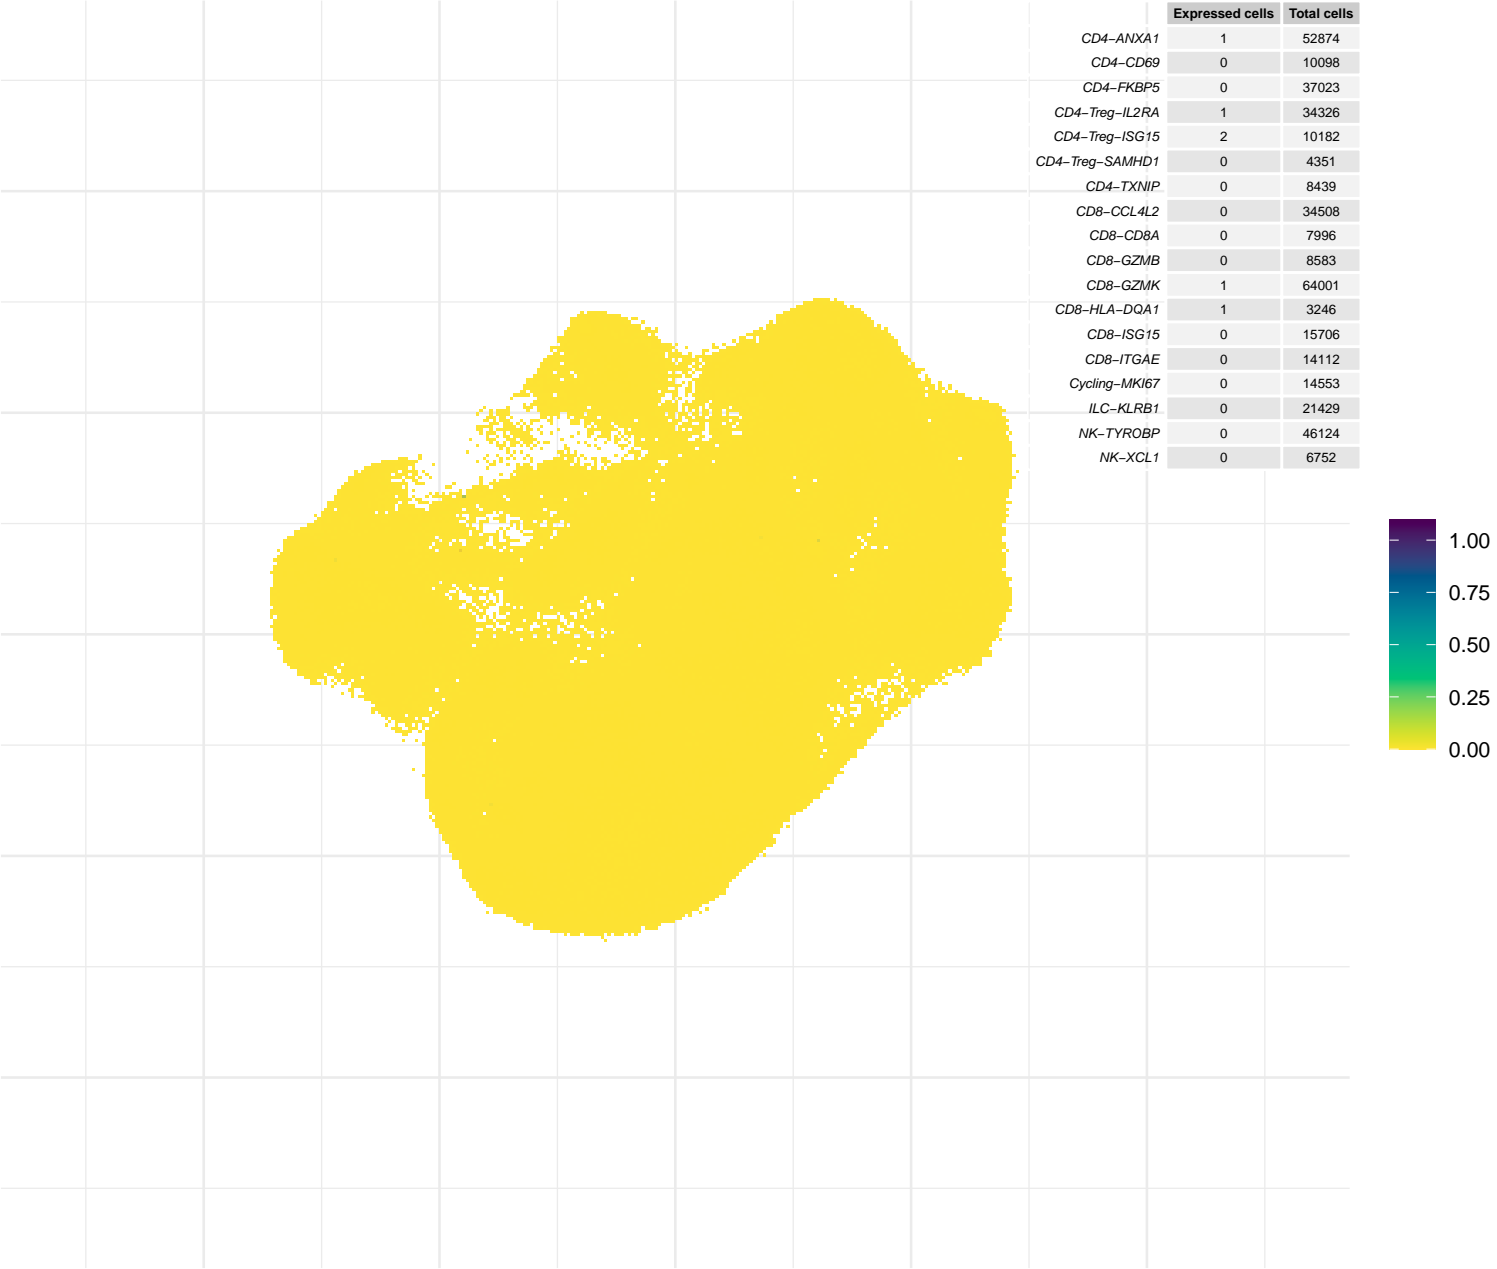 Expressed cells Total cells
CD4−ANXA1 1 52874
CD4−CD69 0 10098
CD4−FKBP5 0 37023
CD4−Treg−IL2RA 1 34326
CD4−Treg−ISG15 2 10182
CD4−Treg−SAMHD1 0 4351
CD4−TXNIP 0 8439
CD8−CCL4L2 0 34508
CD8−CD8A 0 7996
CD8−GZMB 0 8583
CD8−GZMK 1 64001
CD8−HLA−DQA1 1 3246
CD8−ISG15 0 15706
CD8−ITGAE 0 14112
Cycling−MKI67 0 14553
ILC−KLRB1 0 21429
NK−TYROBP 0 46124
NK−XCL1 0 6752
1.00
0.75
0.50
0.25
0.00